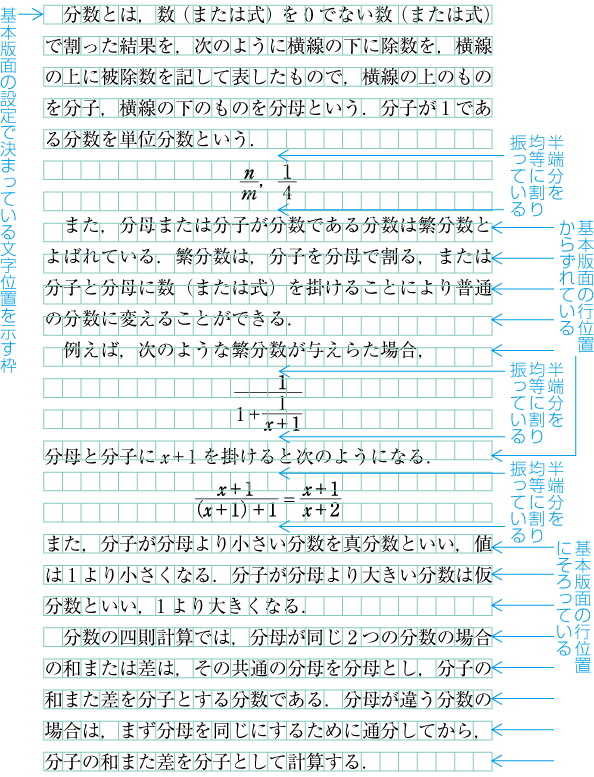 基本版面の設定で決まっている文字位置を示す枠
　分数とは，数（または式）を０でない数（または式）
で割った結果を，次のように横線の下に除数を，横線
の上に被除数を記して表したもので，横線の上のもの
を分子，横線の下のものを分母という．分子が１であ
る分数を単位分数という．
n/m, 1/4
半端分を
均等に割り
振っている
　また，分母または分子が分数である分数は繁分数と
よばれている．繁分数は，分子を分母で割る，または
分子と分母に数（または式）を掛けることにより普通
の分数に変えることができる．
　例えば，次のような繁分数が与えらた場合，
基本版面の行位置
からずれている
1/(1+1/(x+1))
半端分を
均等に割り
振っている
分母と分子にx+1を掛けると次のようになる．
(x+1)/((x+1)+1)=(x+1)/(x+2)
半端分を
均等に割り
振っている
また，分子が分母より小さい分数を真分数といい，値
は１より小さくなる．分子が分母より大きい分数は仮
分数といい，１より大きくなる．
　分数の四則計算では，分母が同じ２つの分数の場合
の和または差は，その共通の分母を分母とし，分子の
和また差を分子とする分数である．分母が違う分数の
場合は，まず分母を同じにするために通分してから，
分子の和また差を分子として計算する．
基本版面の行位置
にそろっている